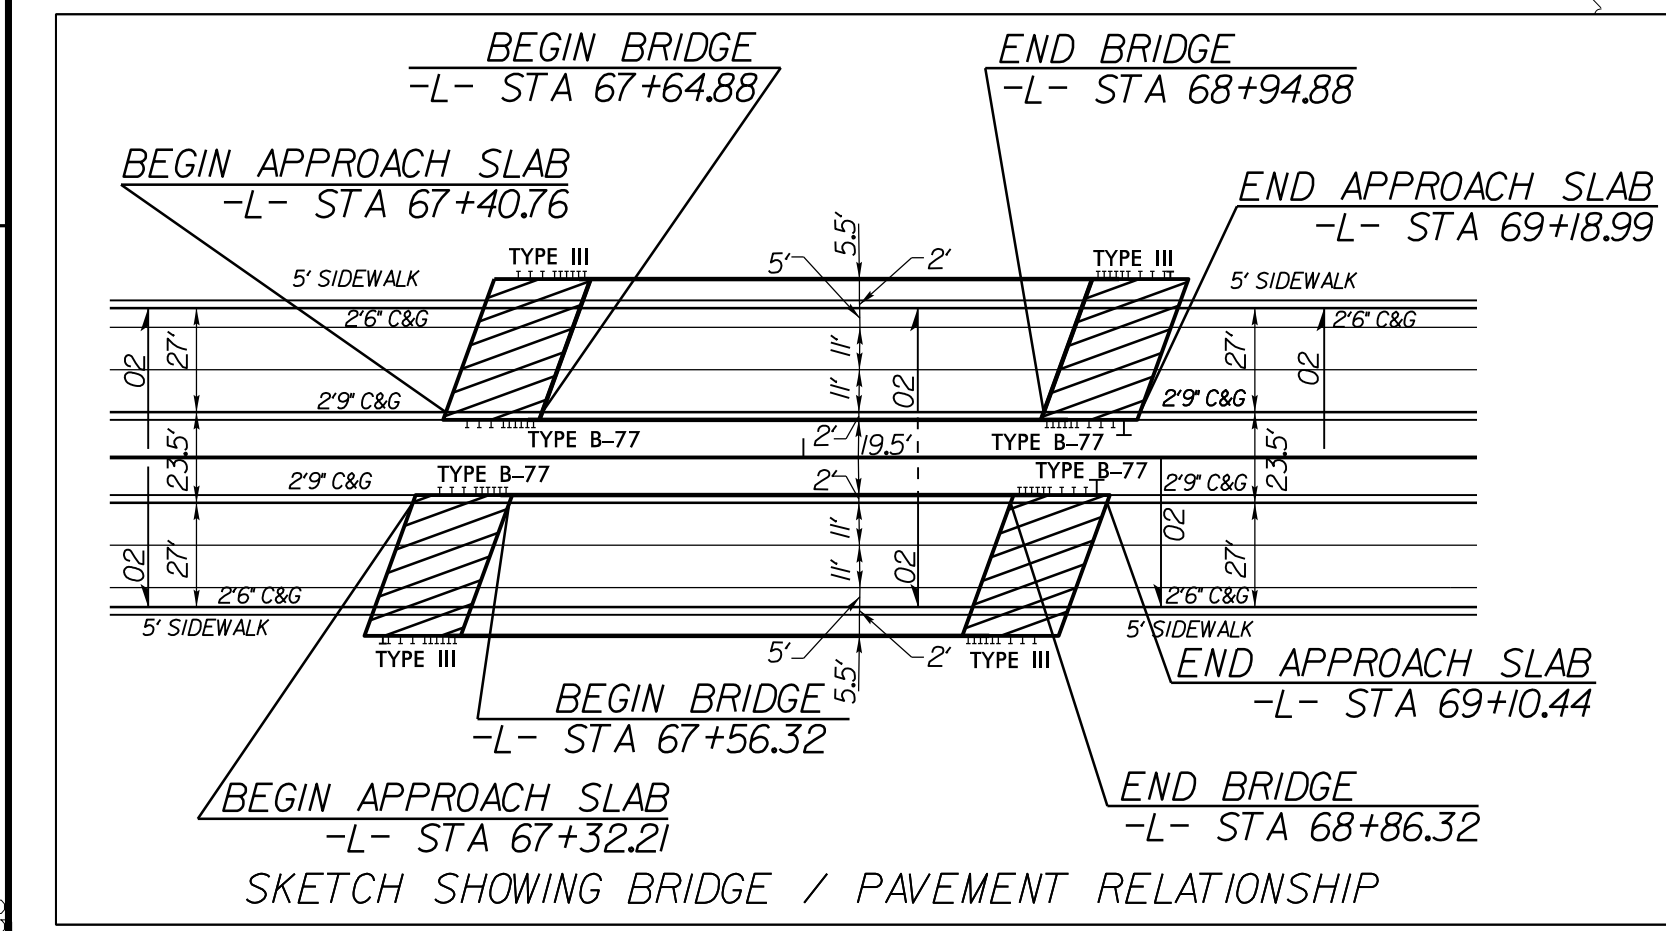 BEGIN BRIDGE
-L- STA 67+64.88
END BRIDGE
-L- STA 68+94.88
BEGIN APPROACH SLAB
-L- STA 67+40.76
END APPROACH SLAB
-L- STA 69+18.99
TYPE III
5.5'
5'
2'
TYPE III
5' SIDEWALK
5' SIDEWALK
2'6" C&G
2'6" C&G
02
27'
11'
02
27'
02
2'9" C&G
11'
2'9" C&G
TYPE B-77
2'
19.5'
TYPE B-77
23.5'
23.5'
TYPE B-77
TYPE B-77
2'9" C&G
2'
2'9" C&G
02
27'
11'
11'
02
02
27'
2'6" C&G
2'6" C&G
5' SIDEWALK
5' SIDEWALK
TYPE III
5'
2'
TYPE III
5.5'
END APPROACH SLAB
-L- STA 69+10.44
BEGIN BRIDGE
-L- STA 67+56.32
BEGIN APPROACH SLAB
-L- STA 67+32.21
END BRIDGE
-L- STA 68+86.32
SKETCH SHOWING BRIDGE / PAVEMENT RELATIONSHIP